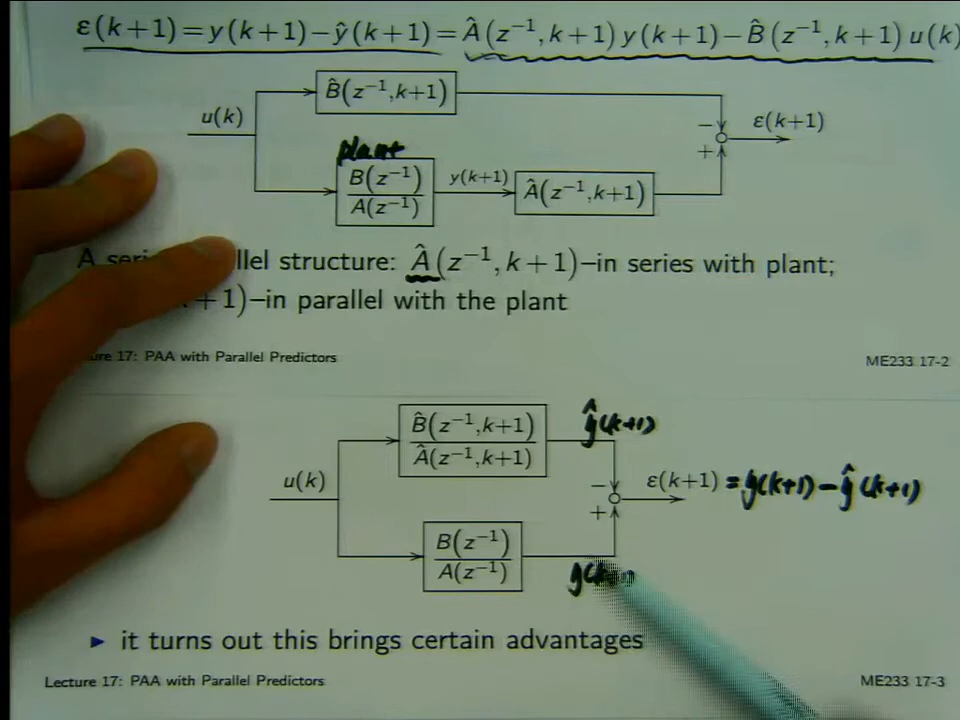 ε(k+1)=y(k+1)−ŷ(k+1)=Â(z⁻¹,k+1)y(k+1)−B̂(z⁻¹,k+1)u(k)
B̂(z⁻¹,k+1)
u(k)
−
ε(k+1)
+
plant
B(z⁻¹)
A(z⁻¹)
y(k+1)
Â(z⁻¹,k+1)
A llel structure: Â(z⁻¹,k+1)–in series with plant;
+1)–in parallel with the plant
17: PAA with Parallel Predictors
ME233 17-2
B̂(z⁻¹,k+1)
Â(z⁻¹,k+1)
ŷ(k+1)
u(k)
−
ε(k+1) = y(k+1) − ŷ(k+1)
+
B(z⁻¹)
A(z⁻¹)
► it turns out this brings certain advantages
Lecture 17: PAA with Parallel Predictors
ME233 17-3